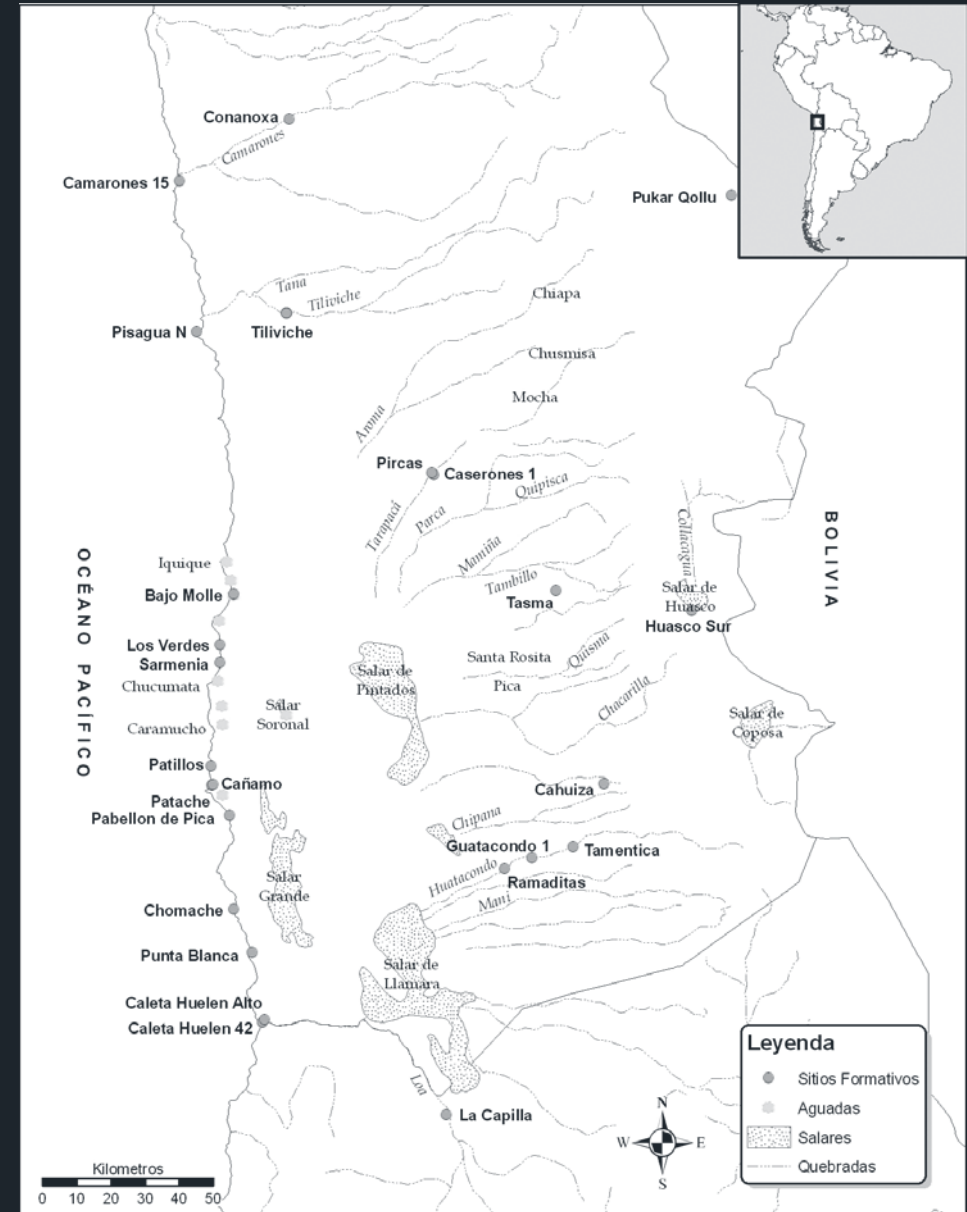 Conanoxa
Camarones
Camarones 15
Pukar Qollu
Tana
Tiliviche
Chiapa
Pisagua N
Tiliviche
Chusmisa
Mocha
Aroma
Pircas
Caserones 1
Quipisca
Tarapacá
Parca
Mamiña
Collacagua
BOLIVIA
OCÉANO PACÍFICO
Iquique
Bajo Molle
Tambillo
Tasma
Salar de
Huasco
Huasco Sur
Los Verdes
Sarmenia
Chucumata
Salar de
Pintados
Santa Rosita
Quisma
Pica
Chacarilla
Salar
Soronal
Caramucho
Salar de
Coposa
Patillos
Cañamo
Patache
Pabellon de Pica
Cahuiza
Chipana
Guatacondo 1
Tamentica
Huatacondo
Ramaditas
Maní
Salar
Grande
Chomache
Punta Blanca
Salar de
Llamara
Caleta Huelen Alto
Caleta Huelen 42
Loa
La Capilla
N
W
E
S
Leyenda
Sitios Formativos
Aguadas
Salares
Quebradas
Kilometros
0 10 20 30 40 50